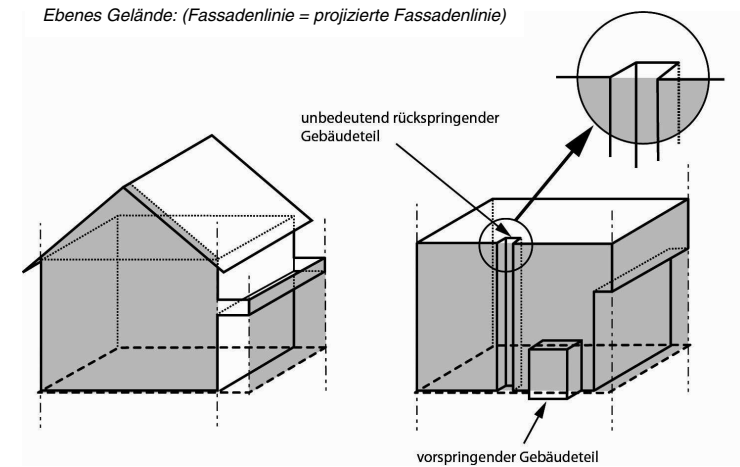 Ebenes Gelände: (Fassadenlinie = projizierte Fassadenlinie)
unbedeutend rückspringender
Gebäudeteil
vorspringender Gebäudeteil